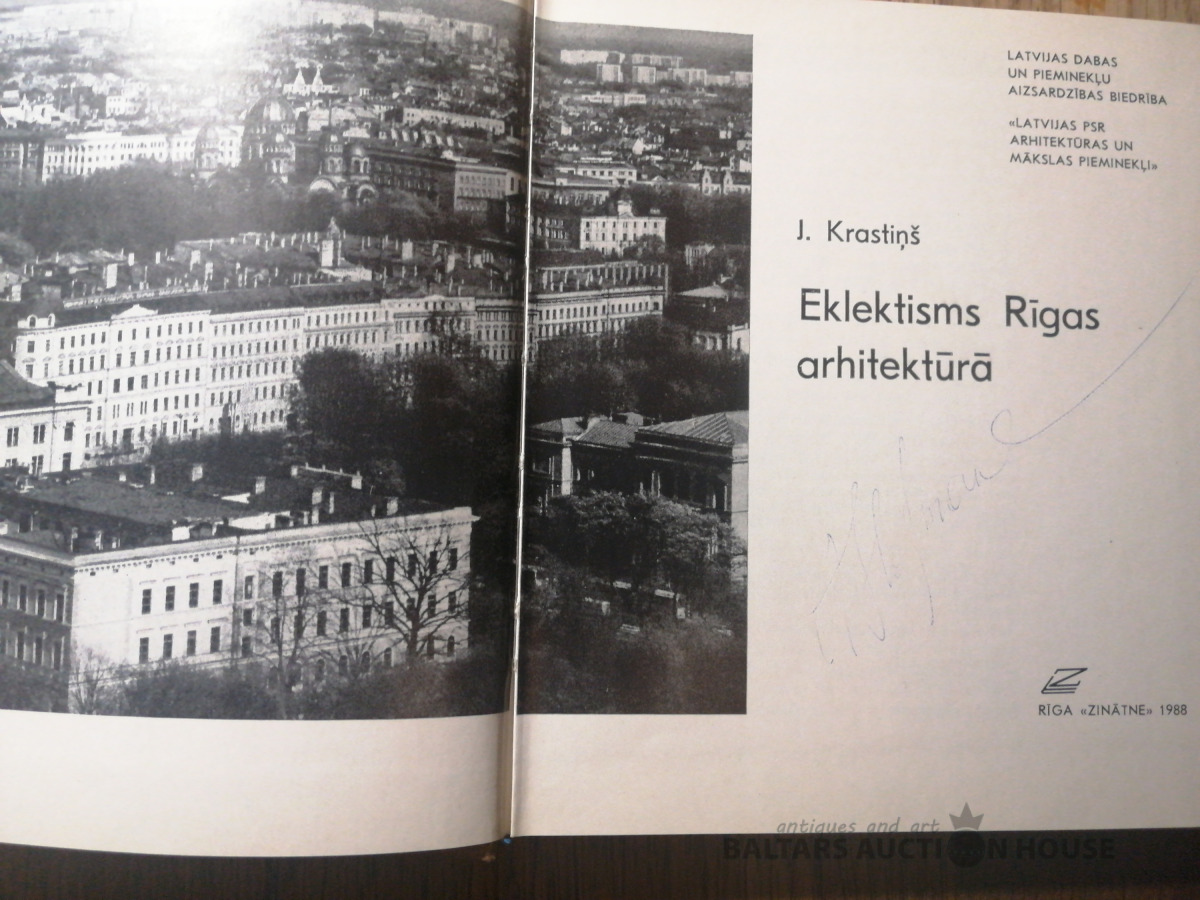 LATVIJAS DABAS
UN PIEMINEKĻU
AIZSARDZĪBAS BIEDRĪBA
«LATVIJAS PSR
ARHITEKTŪRAS UN
MĀKSLAS PIEMINEKĻI»
J. Krastiņš
Eklektisms Rīgas
arhitektūrā
RĪGA «ZINĀTNE» 1988
antiques and art
BALTARS AUCTION HOUSE